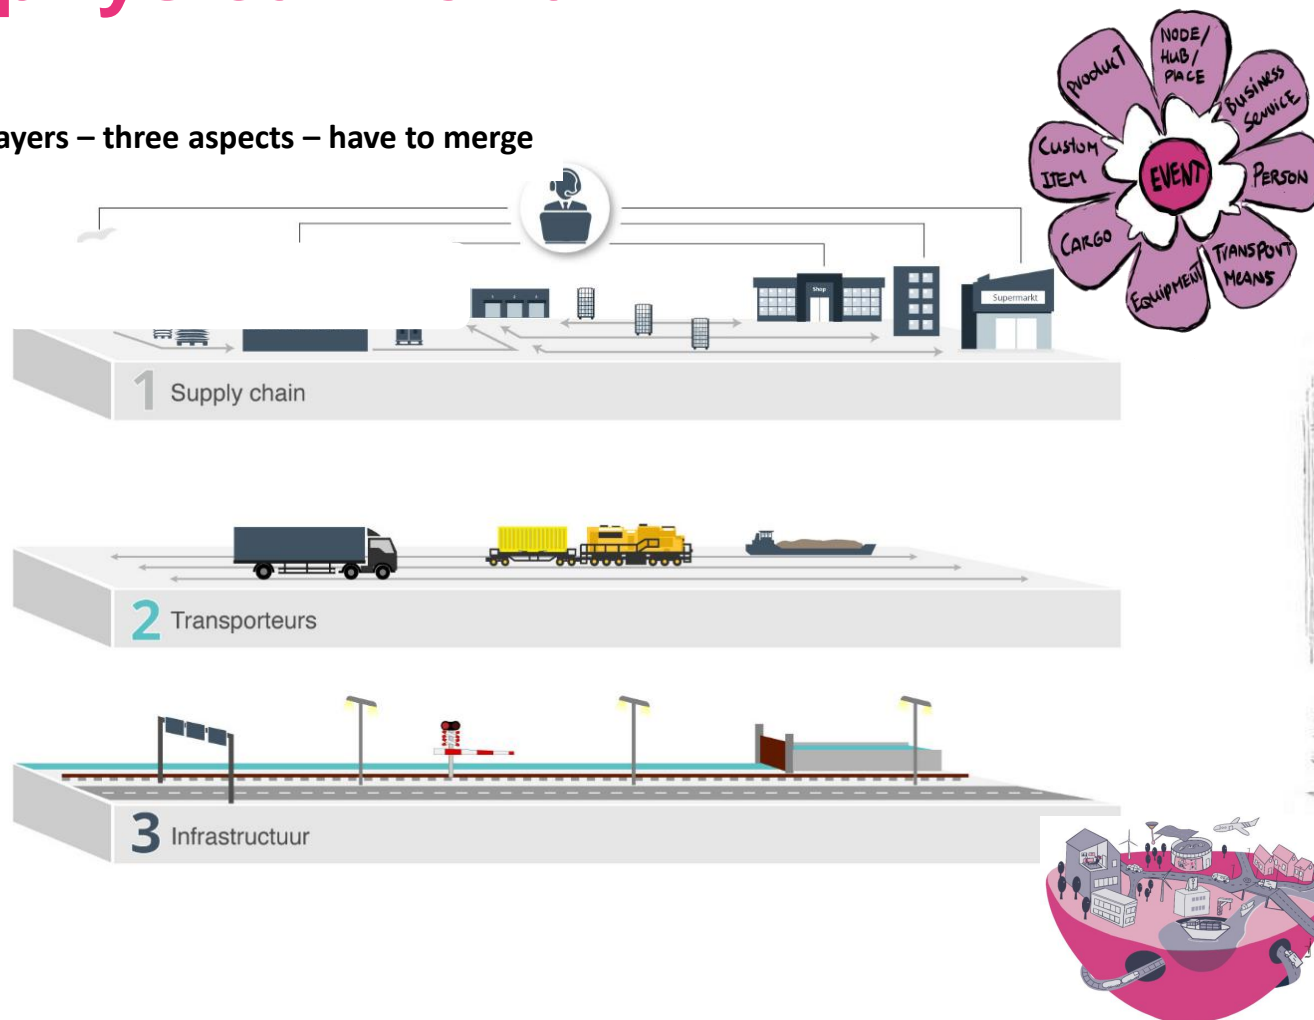 ayers – three aspects – have to merge
PRODUCT
NODE/
HUB/
PLACE
BUSINESS
SERVICE
CUSTOM
ITEM
EVENT
PERSON
CARGO
TRANSPORT
MEANS
EQUIPMENT
Shop
Supermarkt
1 Supply chain
2 Transporteurs
3 Infrastructuur